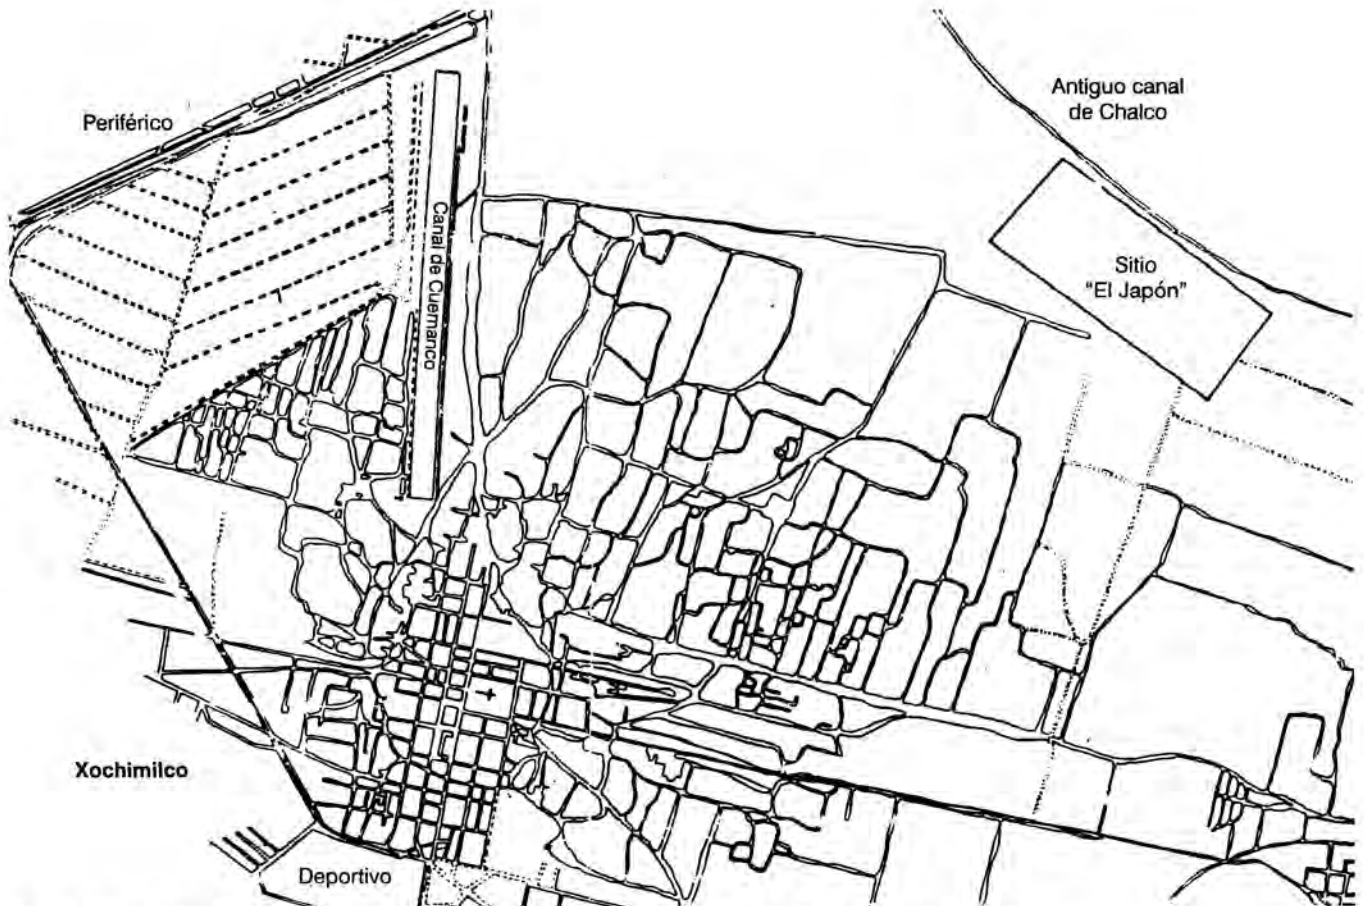 Antiguo canal
de Chalco
Periférico
Canal de Cuemanco
Sitio
"El Japón"
Xochimilco
Deportivo